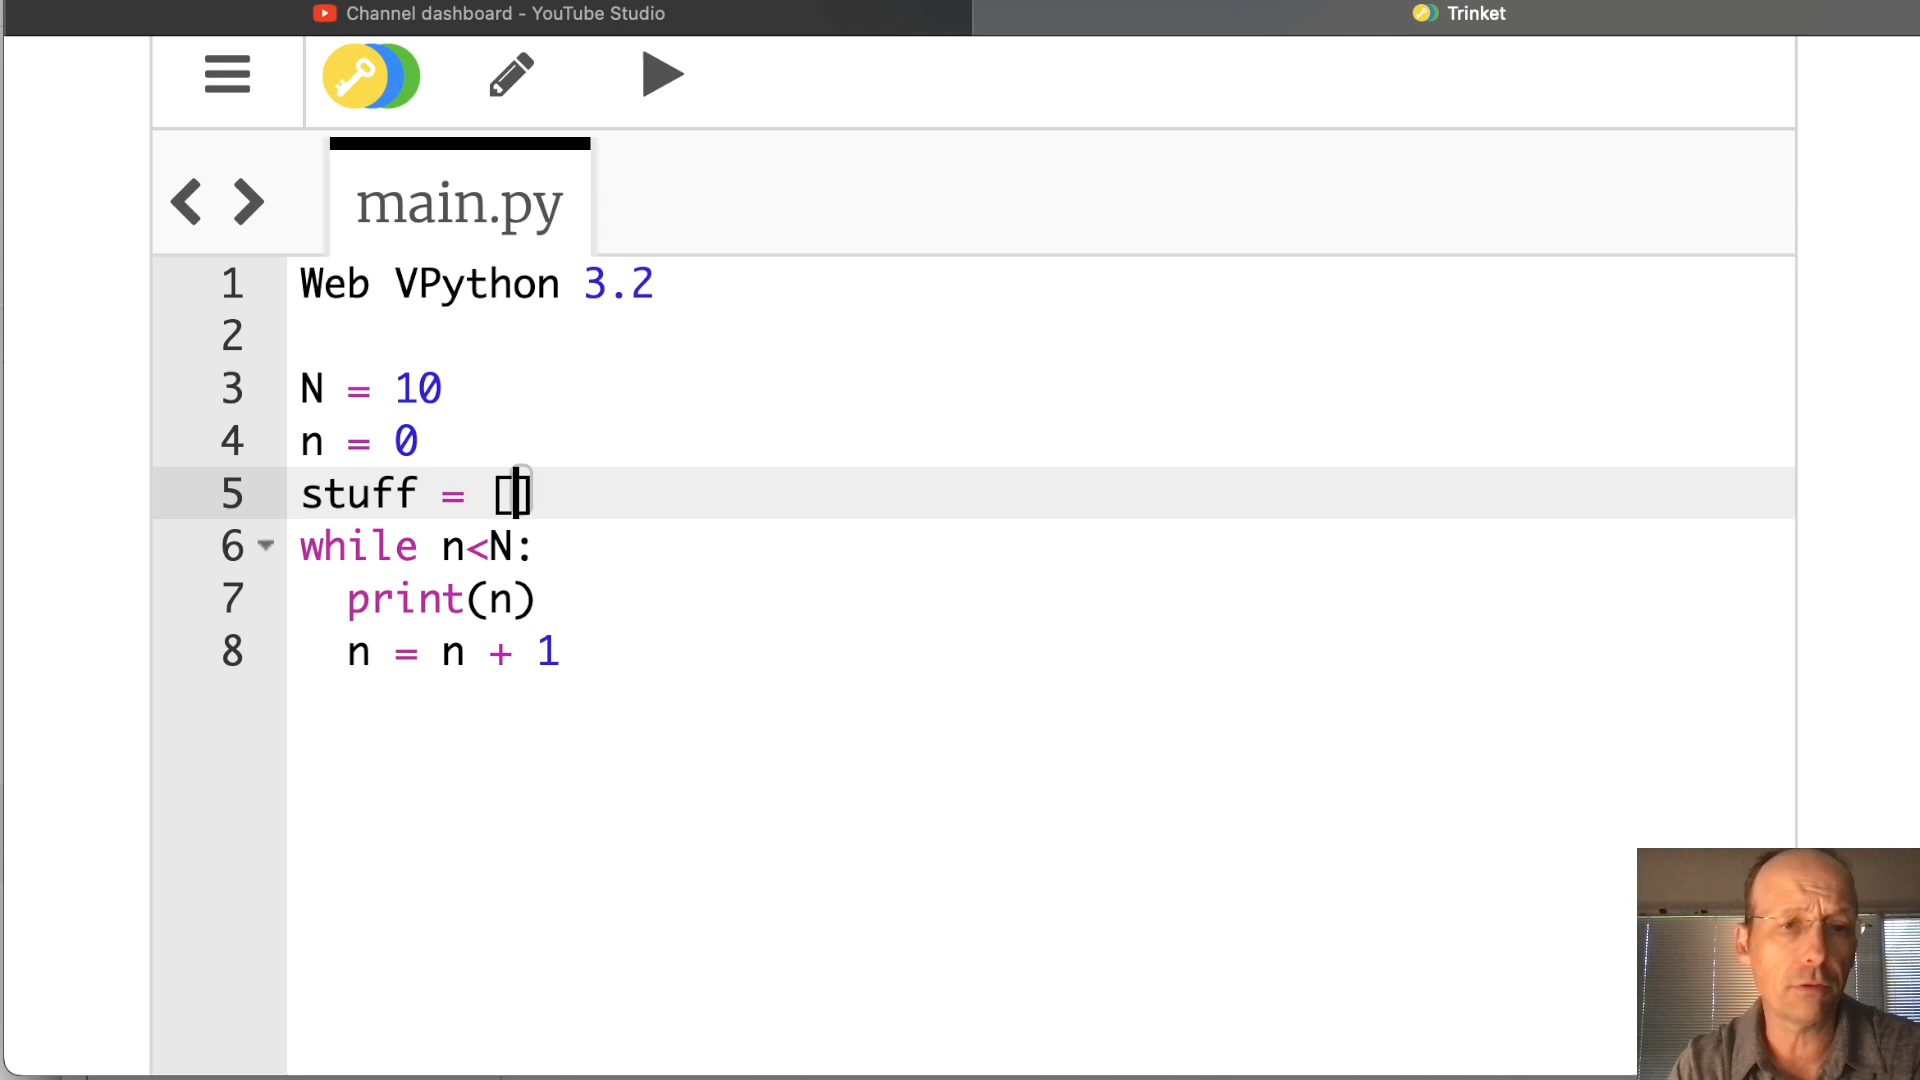 Channel dashboard - YouTube Studio
Trinket
main.py
1 Web VPython 3.2
2
3 N = 10
4 n = 0
5 stuff = []
6 while n<N:
7 print(n)
8 n = n + 1